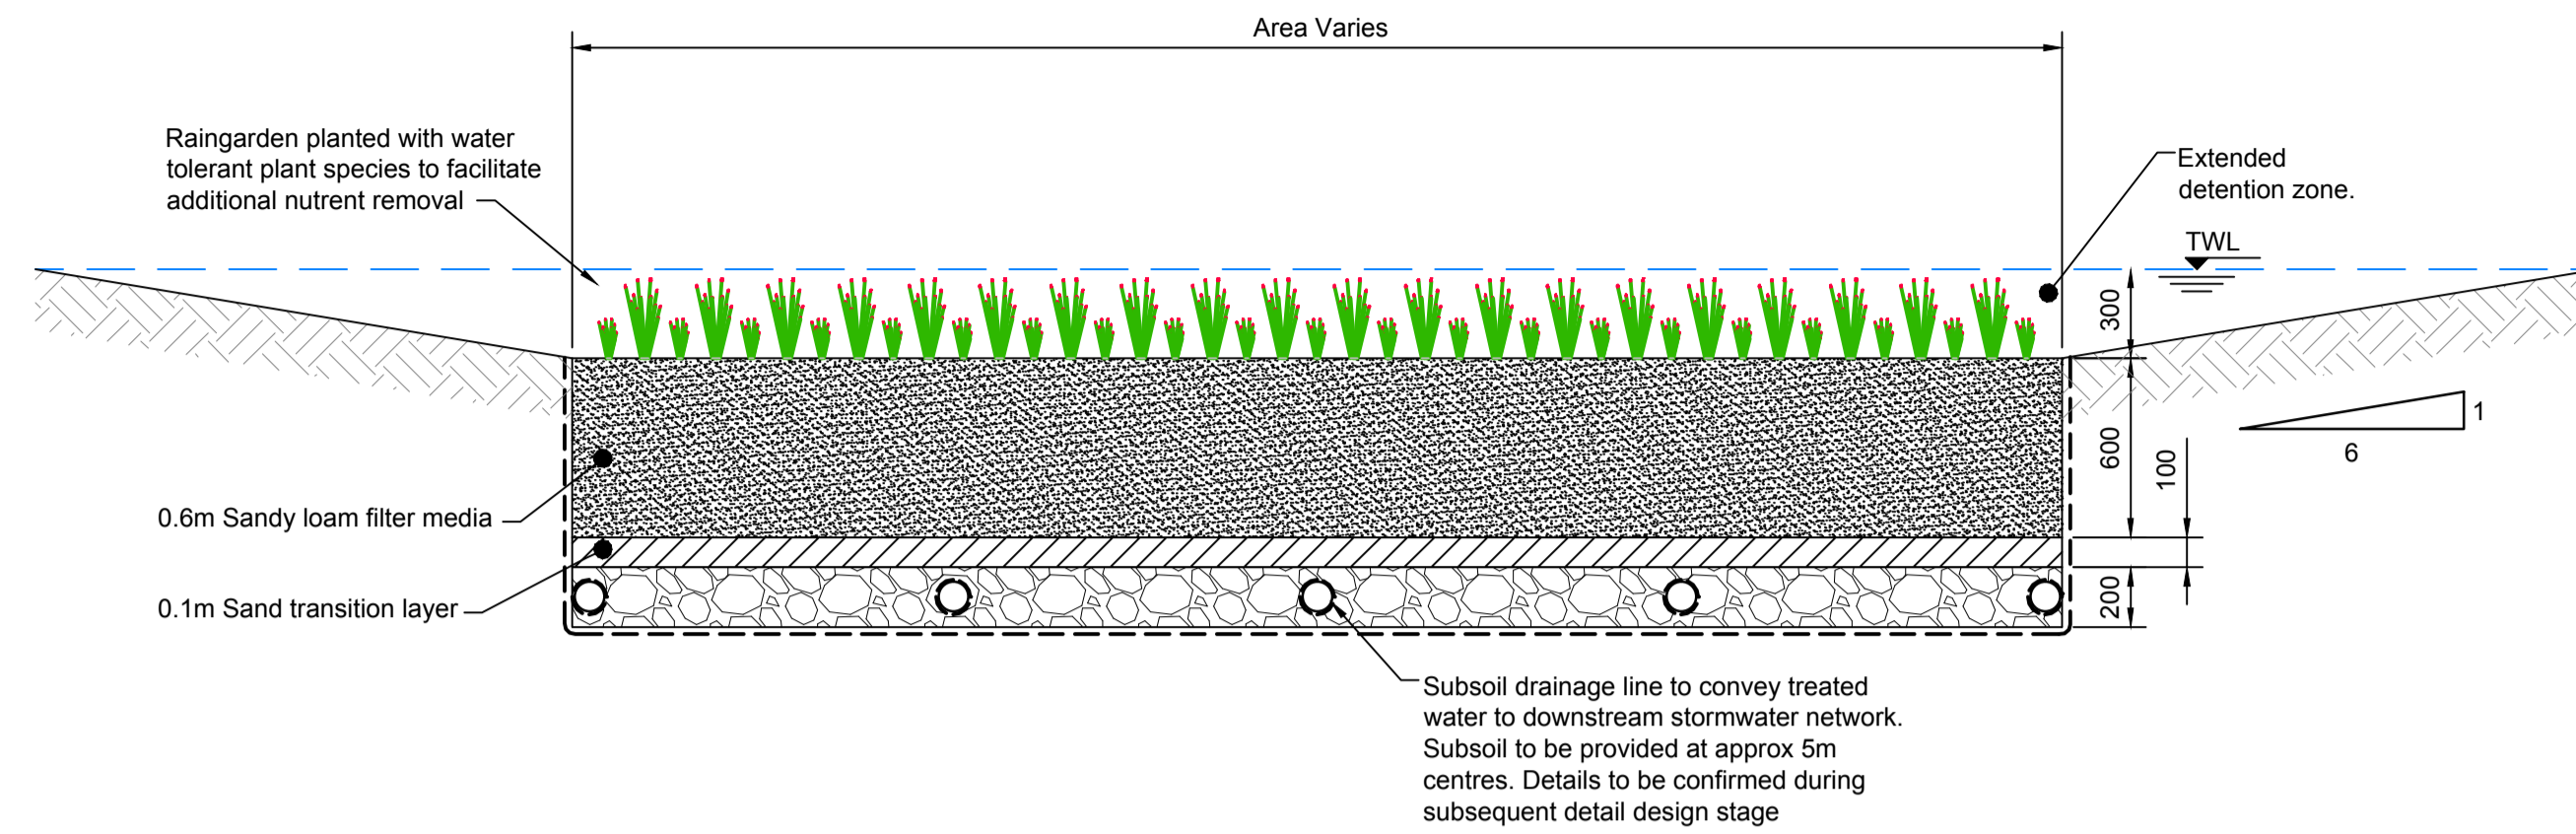 Area Varies
Raingarden planted with water
tolerant plant species to facilitate
additional nutrent removal
Extended
detention zone.
TWL
300
600
100
200
1
6
0.6m Sandy loam filter media
0.1m Sand transition layer
Subsoil drainage line to convey treated
water to downstream stormwater network.
Subsoil to be provided at approx 5m
centres. Details to be confirmed during
subsequent detail design stage